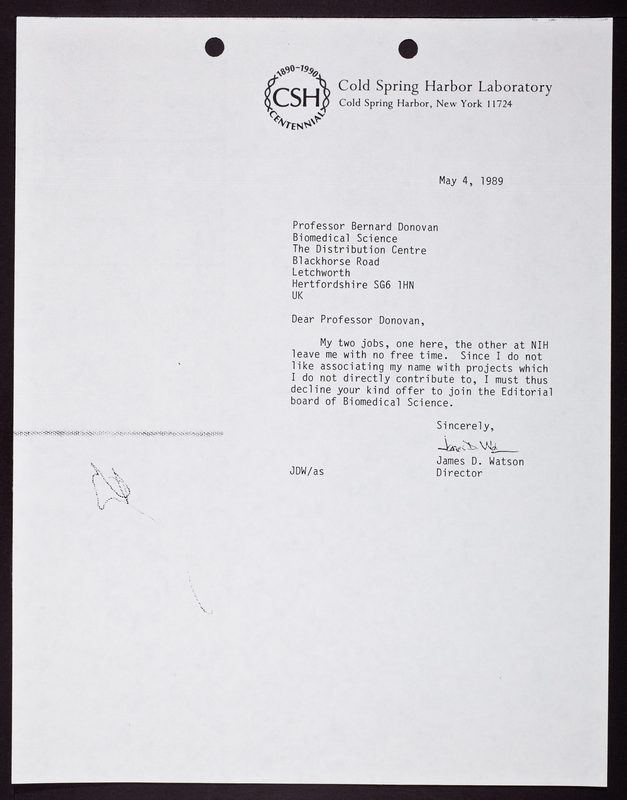 1890~1990
CSH
CENTENNIAL
Cold Spring Harbor Laboratory
Cold Spring Harbor, New York 11724
May 4, 1989
Professor Bernard Donovan
Biomedical Science
The Distribution Centre
Blackhorse Road
Letchworth
Hertfordshire SG6 1HN
UK
Dear Professor Donovan,
My two jobs, one here, the other at NIH
leave me with no free time. Since I do not
like associating my name with projects which
I do not directly contribute to, I must thus
decline your kind offer to join the Editorial
board of Biomedical Science.
Sincerely,
James D. Watson
JDW/as
Director